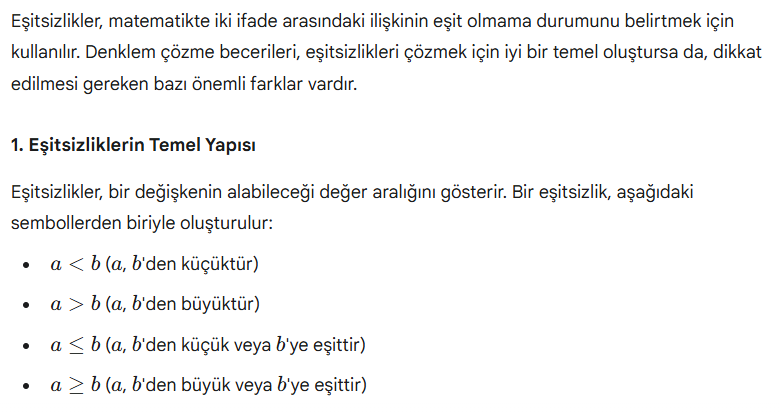 Eşitsizlikler, matematikte iki ifade arasındaki ilişkinin eşit olmama durumunu belirtmek için
kullanılır. Denklem çözme becerileri, eşitsizlikleri çözmek için iyi bir temel oluştursa da, dikkat
edilmesi gereken bazı önemli farklar vardır.
1. Eşitsizliklerin Temel Yapısı
Eşitsizlikler, bir değişkenin alabileceği değer aralığını gösterir. Bir eşitsizlik, aşağıdaki
sembollerden biriyle oluşturulur:
• a < b (a, b'den küçüktür)
• a > b (a, b'den büyüktür)
• a ≤ b (a, b'den küçük veya b'ye eşittir)
• a ≥ b (a, b'den büyük veya b'ye eşittir)